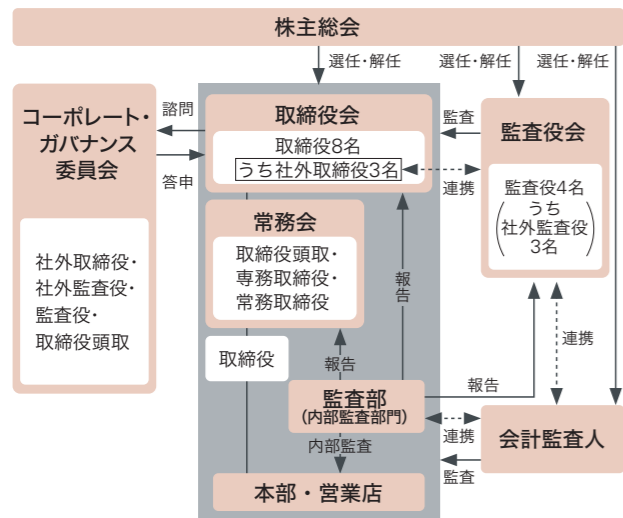 株主総会
選任・解任
選任・解任
選任・解任
コーポレート・
ガバナンス
委員会
社外取締役・
社外監査役・
監査役・
取締役頭取
諮問
答申
取締役会
取締役8名
うち社外取締役3名
監査
連携
監査役会
監査役4名
(うち
社外監査役
3名)
常務会
取締役頭取・
専務取締役・
常務取締役
報告
取締役
報告
報告
連携
監査部
(内部監査部門)
内部監査
連携
監査
会計監査人
本部・営業店